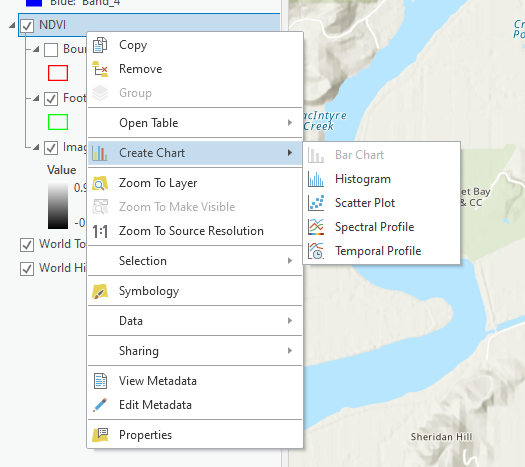 Blue: Band_4
NDVI
Bou
Foot
Imag
Value
0.9
-0.
World To
World Hi
Copy
Remove
Group
Open Table
Create Chart
Zoom To Layer
Zoom To Make Visible
1:1 Zoom To Source Resolution
Selection
Symbology
Data
Sharing
View Metadata
Edit Metadata
Properties
Bar Chart
Histogram
Scatter Plot
Spectral Profile
Temporal Profile
acIntyre
Creek
et Bay
& CC
Sheridan Hill